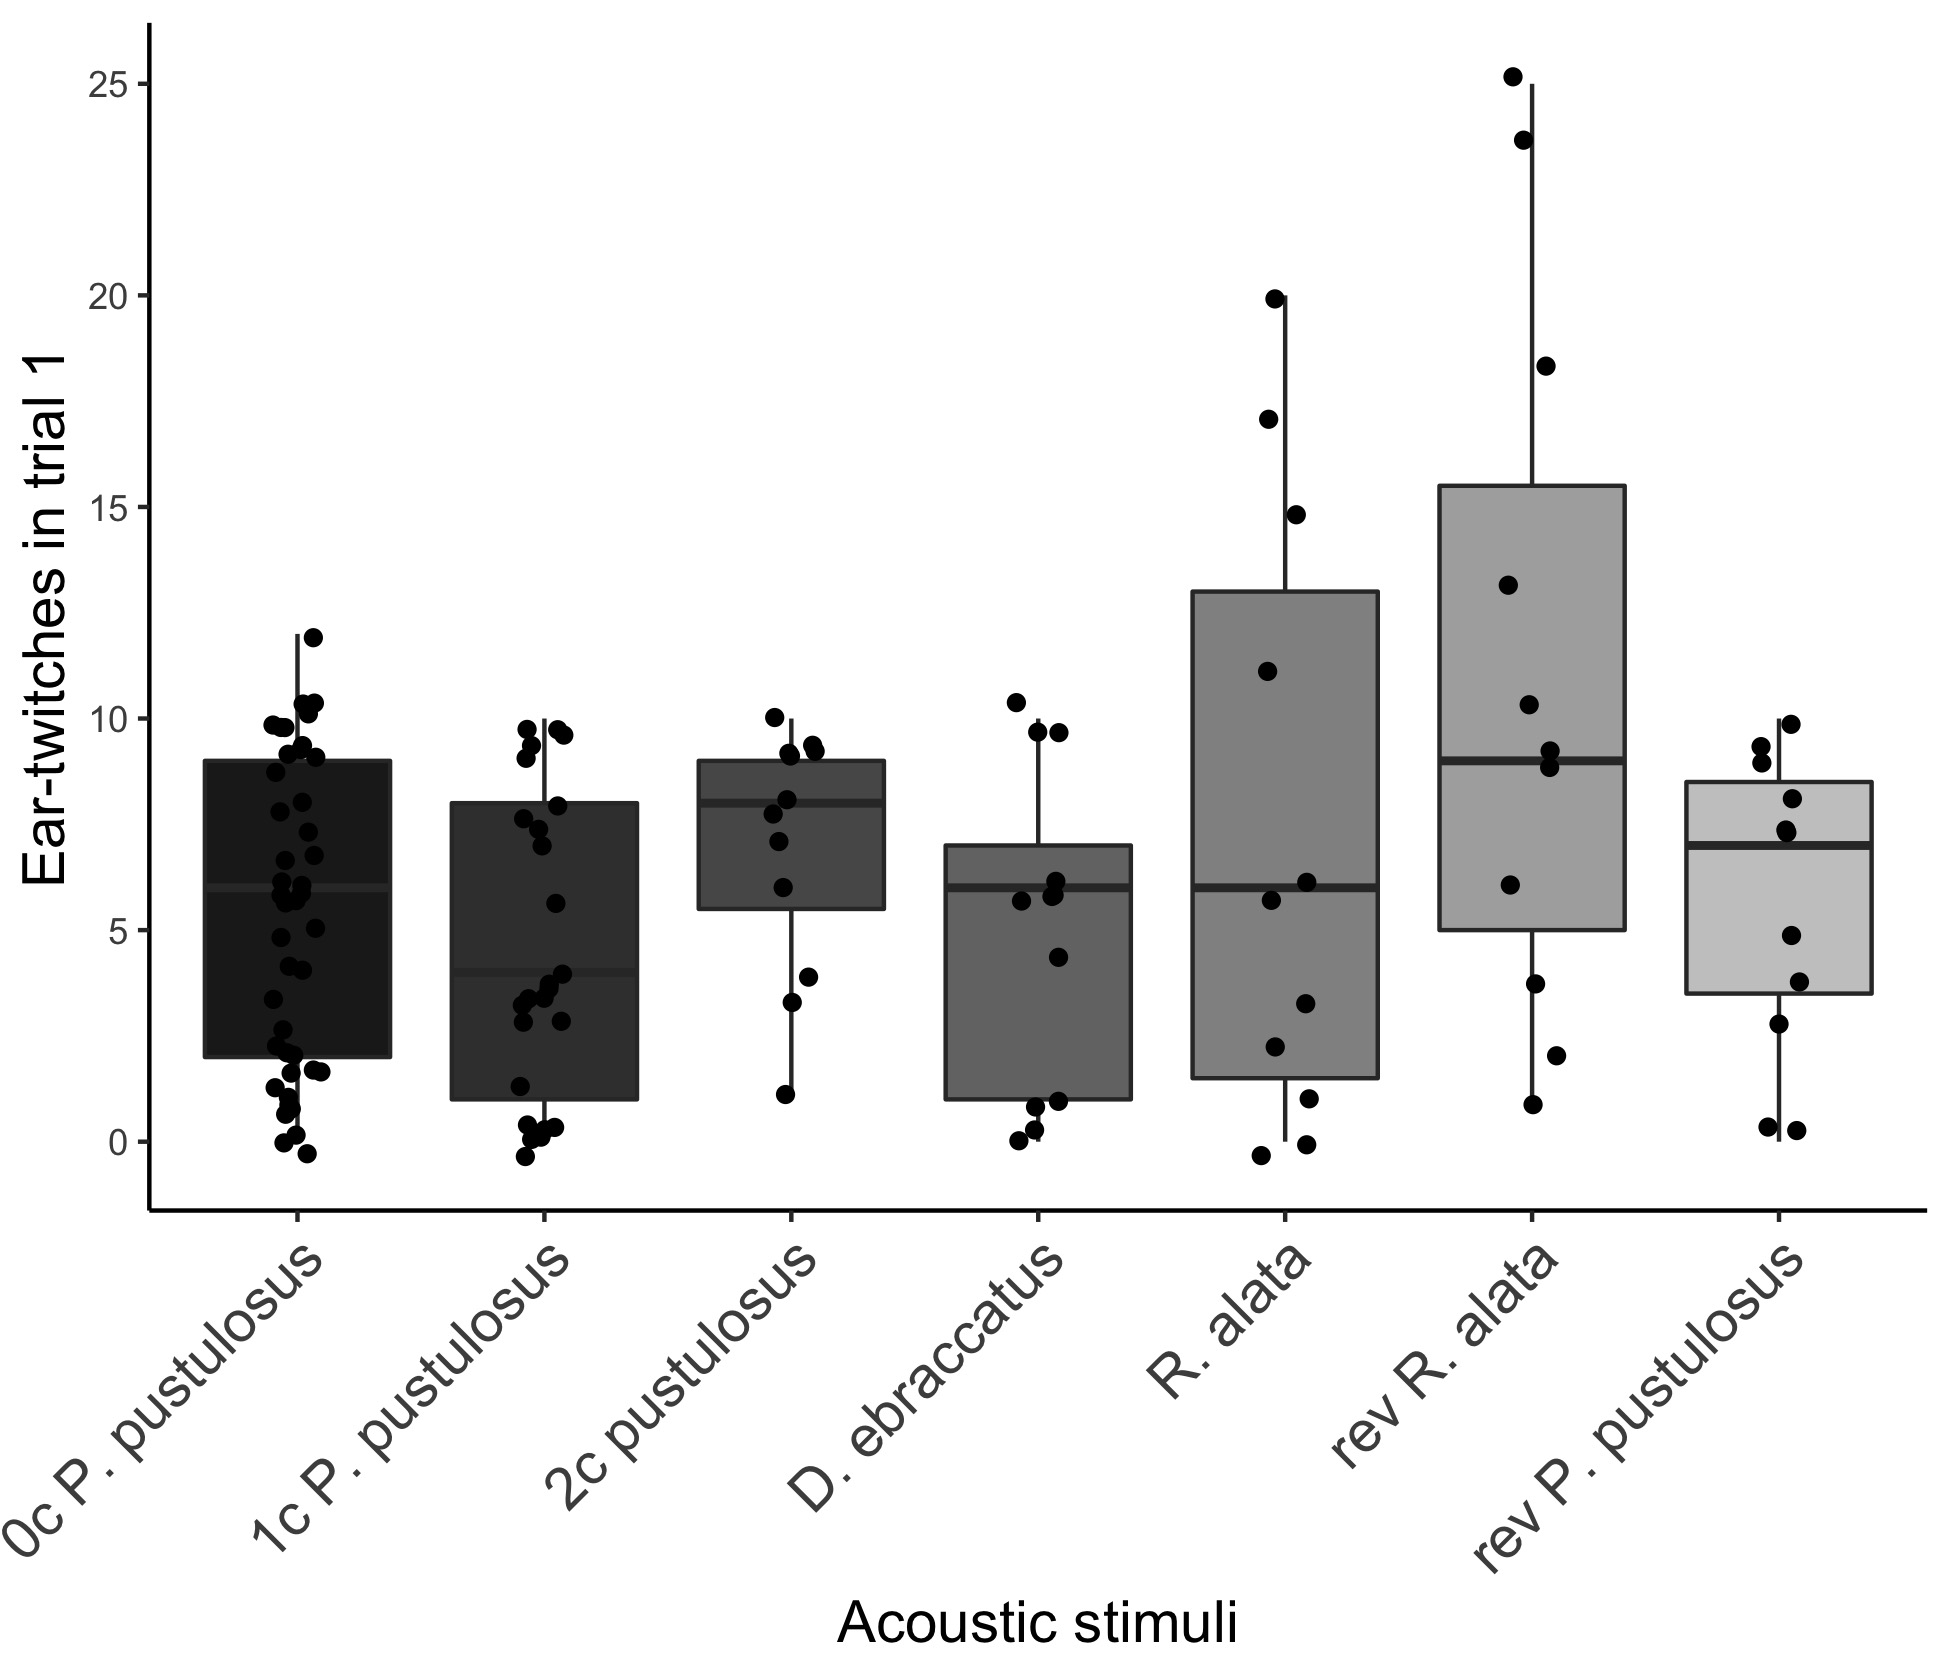 Ear-twitches in trial 1
25
20
15
10
5
0
0c P. pustulosus
1c P. pustulosus
2c pustulosus
D. ebraccatus
R. alata
rev R. alata
rev P. pustulosus
Acoustic stimuli